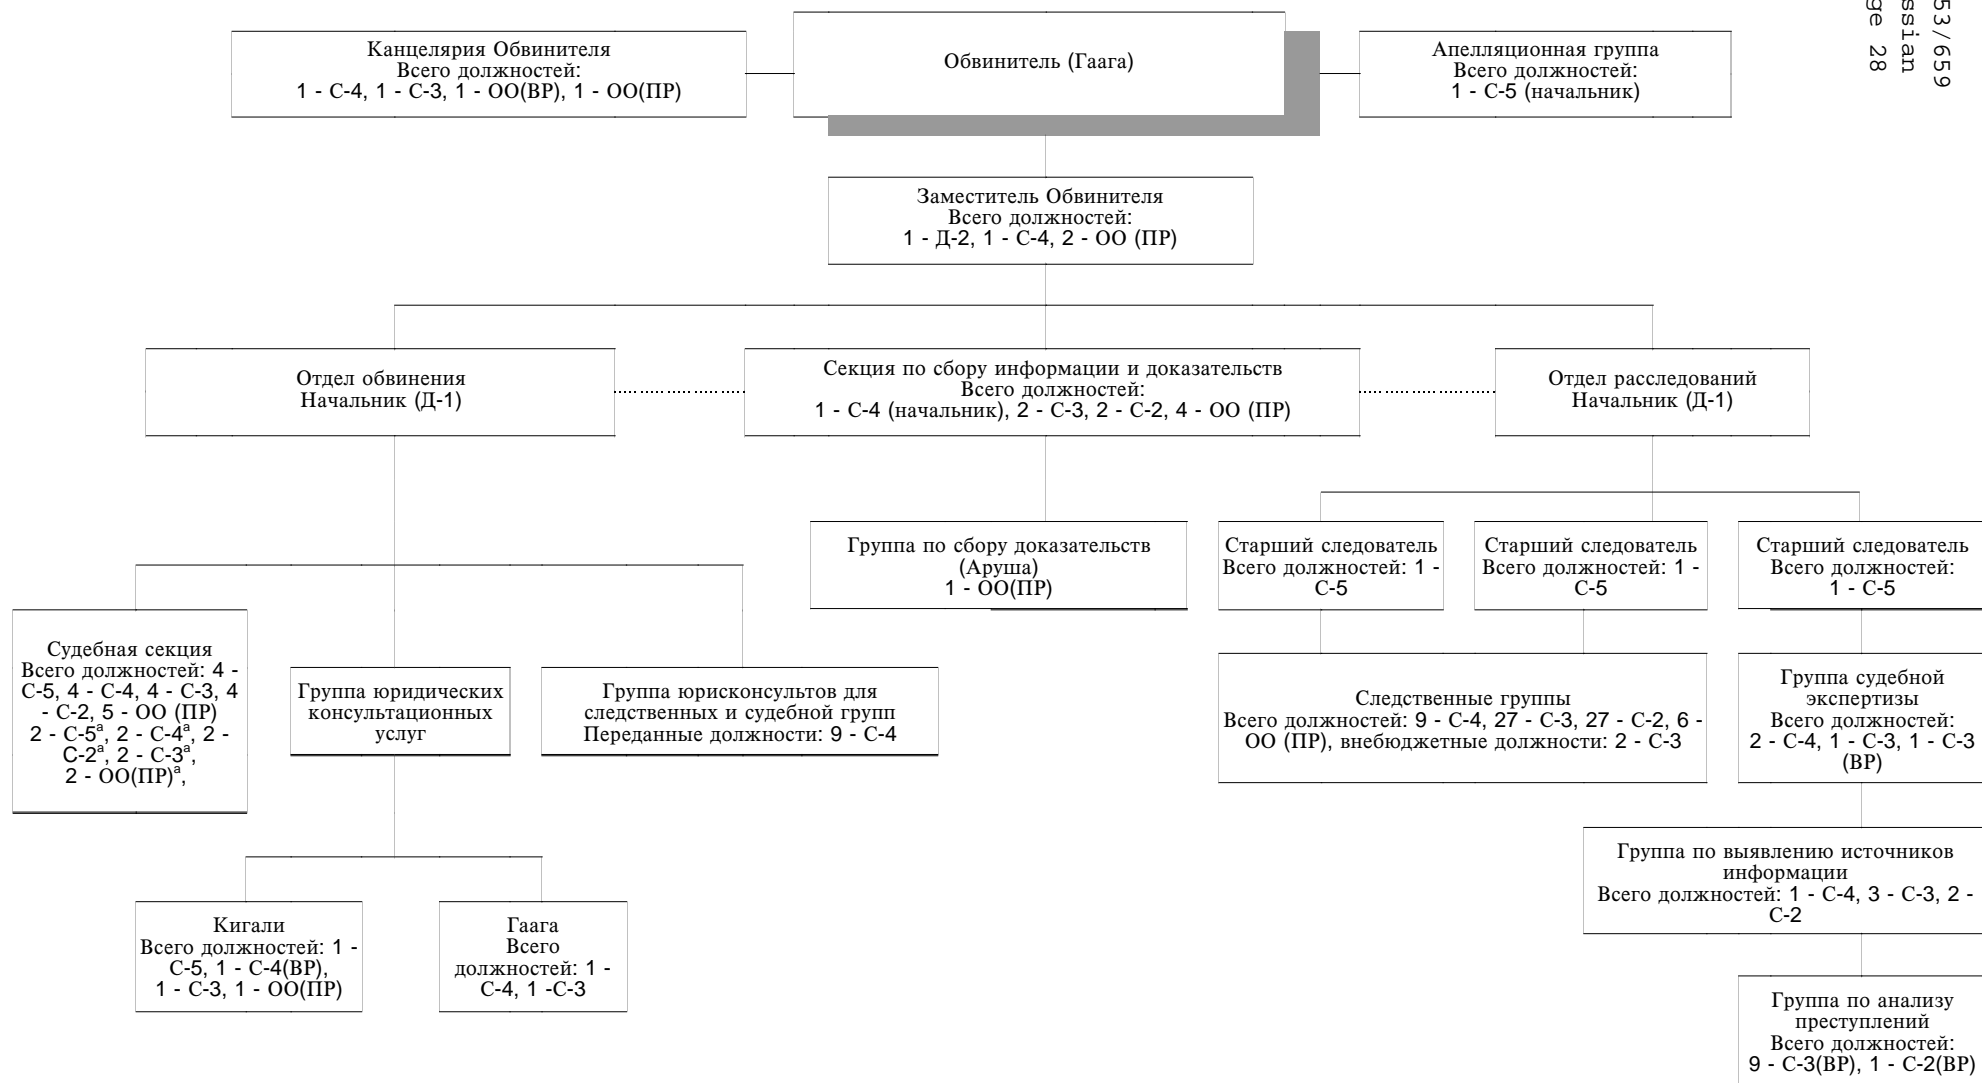 53/659
ssian
ge 28
Канцелярия Обвинителя
Всего должностей:
1 - С-4, 1 - С-3, 1 - ОО(ВР), 1 - ОО(ПР)
Обвинитель (Гаага)
Апелляционная группа
Всего должностей:
1 - С-5 (начальник)
Заместитель Обвинителя
Всего должностей:
1 - Д-2, 1 - С-4, 2 - ОО (ПР)
Отдел обвинения
Начальник (Д-1)
Секция по сбору информации и доказательств
Всего должностей:
1 - С-4 (начальник), 2 - С-3, 2 - С-2, 4 - ОО (ПР)
Отдел расследований
Начальник (Д-1)
Группа по сбору доказательств
(Аруша)
1 - ОО(ПР)
Старший следователь
Всего должностей: 1 -
С-5
Старший следователь
Всего должностей: 1 -
С-5
Старший следователь
Всего должностей:
1 - С-5
Судебная секция
Всего должностей: 4 -
С-5, 4 - С-4, 4 - С-3, 4
- С-2, 5 - ОО (ПР)
2 - С-5ᵃ, 2 - С-4ᵃ, 2 -
С-2ᵃ, 2 - С-3ᵃ,
2 - ОО(ПР)ᵃ,
Группа юридических
консультационных
услуг
Группа юрисконсультов для
следственных и судебной групп
Переданные должности: 9 - С-4
Следственные группы
Всего должностей: 9 - С-4, 27 - С-3, 27 - С-2, 6 -
ОО (ПР), внебюджетные должности: 2 - С-3
Группа судебной
экспертизы
Всего должностей:
2 - С-4, 1 - С-3, 1 - С-3
(ВР)
Группа по выявлению источников
информации
Всего должностей: 1 - С-4, 3 - С-3, 2 -
С-2
Кигали
Всего должностей: 1 -
С-5, 1 - С-4(ВР),
1 - С-3, 1 - ОО(ПР)
Гаага
Всего
должностей: 1 -
С-4, 1 -С-3
Группа по анализу
преступлений
Всего должностей:
9 - С-3(ВР), 1 - С-2(ВР)